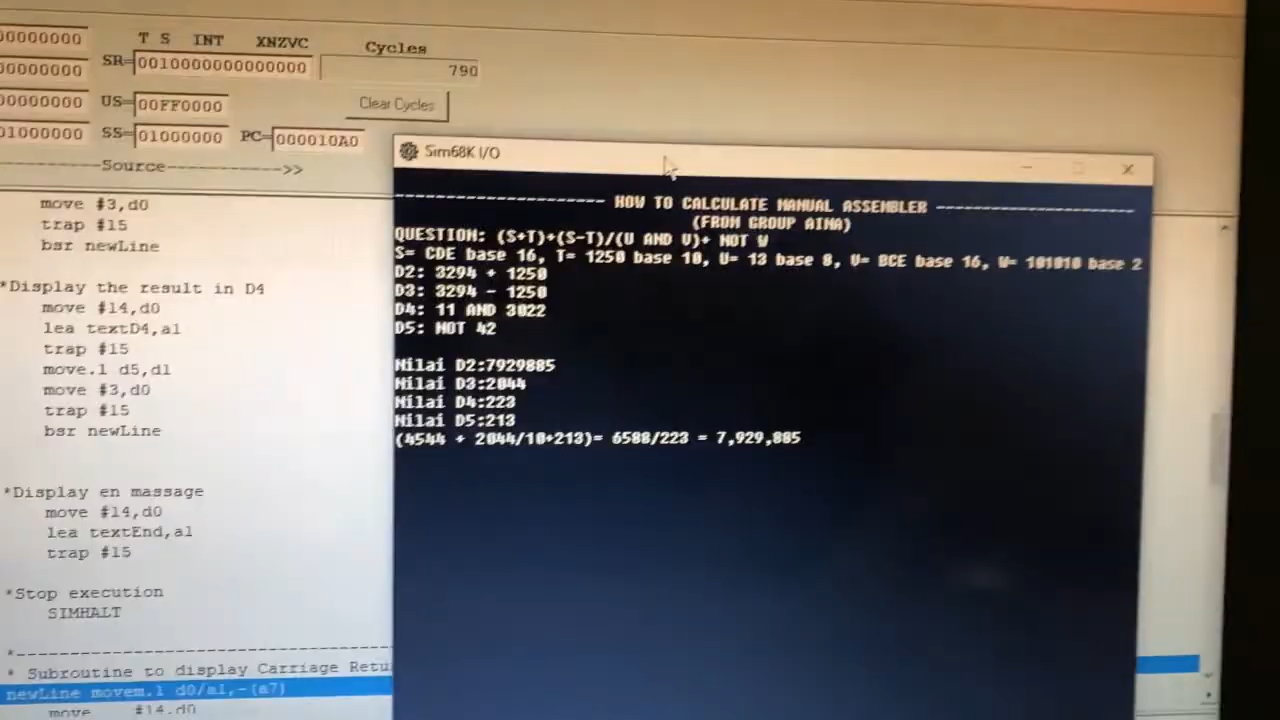 00000000
T S INT XNZVC
Cycles
00000000
SR=
0010000000000000
790
00000000
US=
00FF0000
Clear Cycles
01000000
SS=
01000000
PC=
000010A0
--------Source------------>>
move #3,d0
trap #15
bsr newLine
*Display the result in D4
move #14,d0
lea textD4,a1
trap #15
move.l d5,d1
move #3,d0
trap #15
bsr newLine
*Display en massage
move #14,d0
lea textEnd,a1
trap #15
*Stop execution
SIMHALT
*----------------------------------------
* Subroutine to display Carriage Retu
newLine movem.l d0/a1,-(a7)
move #14,d0
Sim68K I/O
------------------------ HOW TO CALCULATE MANUAL ASSEMBLER ------------------------
(FROM GROUP AINA)
QUESTION: (S+T)+(S-T)/(U AND V)+ NOT W
S= CDE base 16, T= 1250 base 10, U= 13 base 8, V= BCE base 16, W= 101010 base 2
D2: 3294 + 1250
D3: 3294 - 1250
D4: 11 AND 3022
D5: NOT 42
Nilai D2:7929885
Nilai D3:2044
Nilai D4:223
Nilai D5:213
(4544 + 2044/10+213)= 6588/223 = 7,929,885